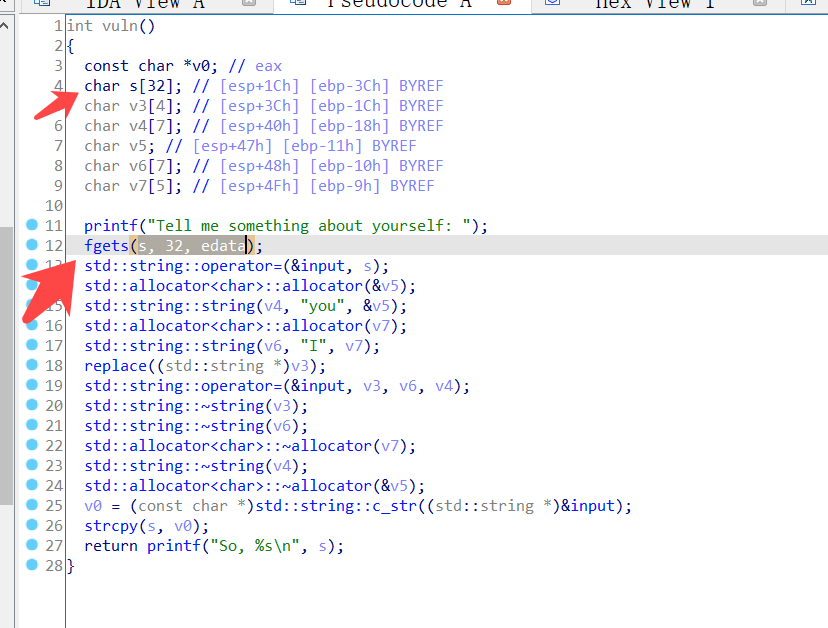 IDA View A Pseudocode A Hex View 1
1 int vuln()
2 {
3 const char *v0; // eax
4 char s[32]; // [esp+1Ch] [ebp-3Ch] BYREF
char v3[4]; // [esp+3Ch] [ebp-1Ch] BYREF
6 char v4[7]; // [esp+40h] [ebp-18h] BYREF
7 char v5; // [esp+47h] [ebp-11h] BYREF
8 char v6[7]; // [esp+48h] [ebp-10h] BYREF
9 char v7[5]; // [esp+4Fh] [ebp-9h] BYREF
10
11 printf("Tell me something about yourself: ");
12 fgets(s, 32, edata);
13 std::string::operator=(&input, s);
std::allocator<char>::allocator(&v5);
15 std::string::string(v4, "you", &v5);
16 std::allocator<char>::allocator(v7);
17 std::string::string(v6, "I", v7);
18 replace((std::string *)v3);
19 std::string::operator=(&input, v3, v6, v4);
20 std::string::~string(v3);
21 std::string::~string(v6);
22 std::allocator<char>::~allocator(v7);
23 std::string::~string(v4);
24 std::allocator<char>::~allocator(&v5);
25 v0 = (const char *)std::string::c_str((std::string *)&input);
26 strcpy(s, v0);
27 return printf("So, %s\n", s);
28 }